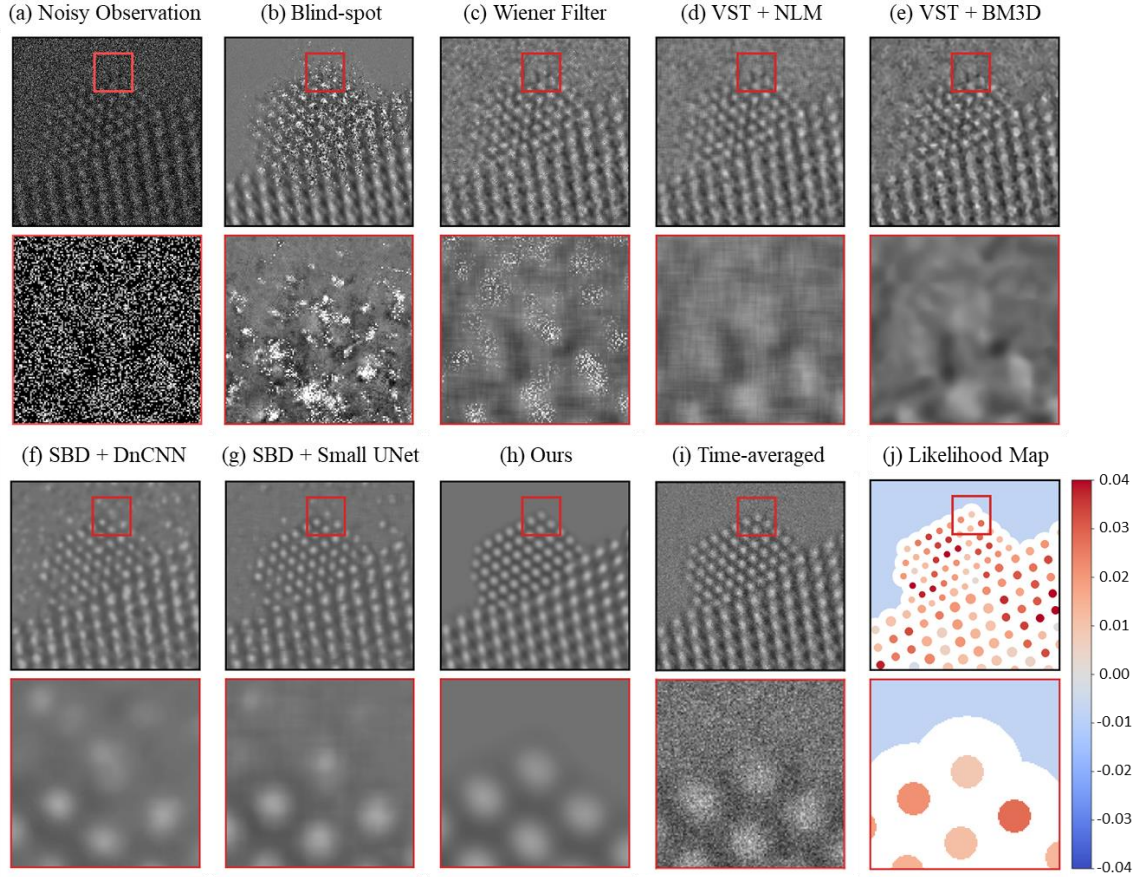 (a) Noisy Observation
(b) Blind-spot
(c) Wiener Filter
(d) VST + NLM
(e) VST + BM3D
(f) SBD + DnCNN
(g) SBD + Small UNet
(h) Ours
(i) Time-averaged
(j) Likelihood Map
0.04
0.03
0.02
0.01
0.00
-0.01
-0.02
-0.03
-0.04